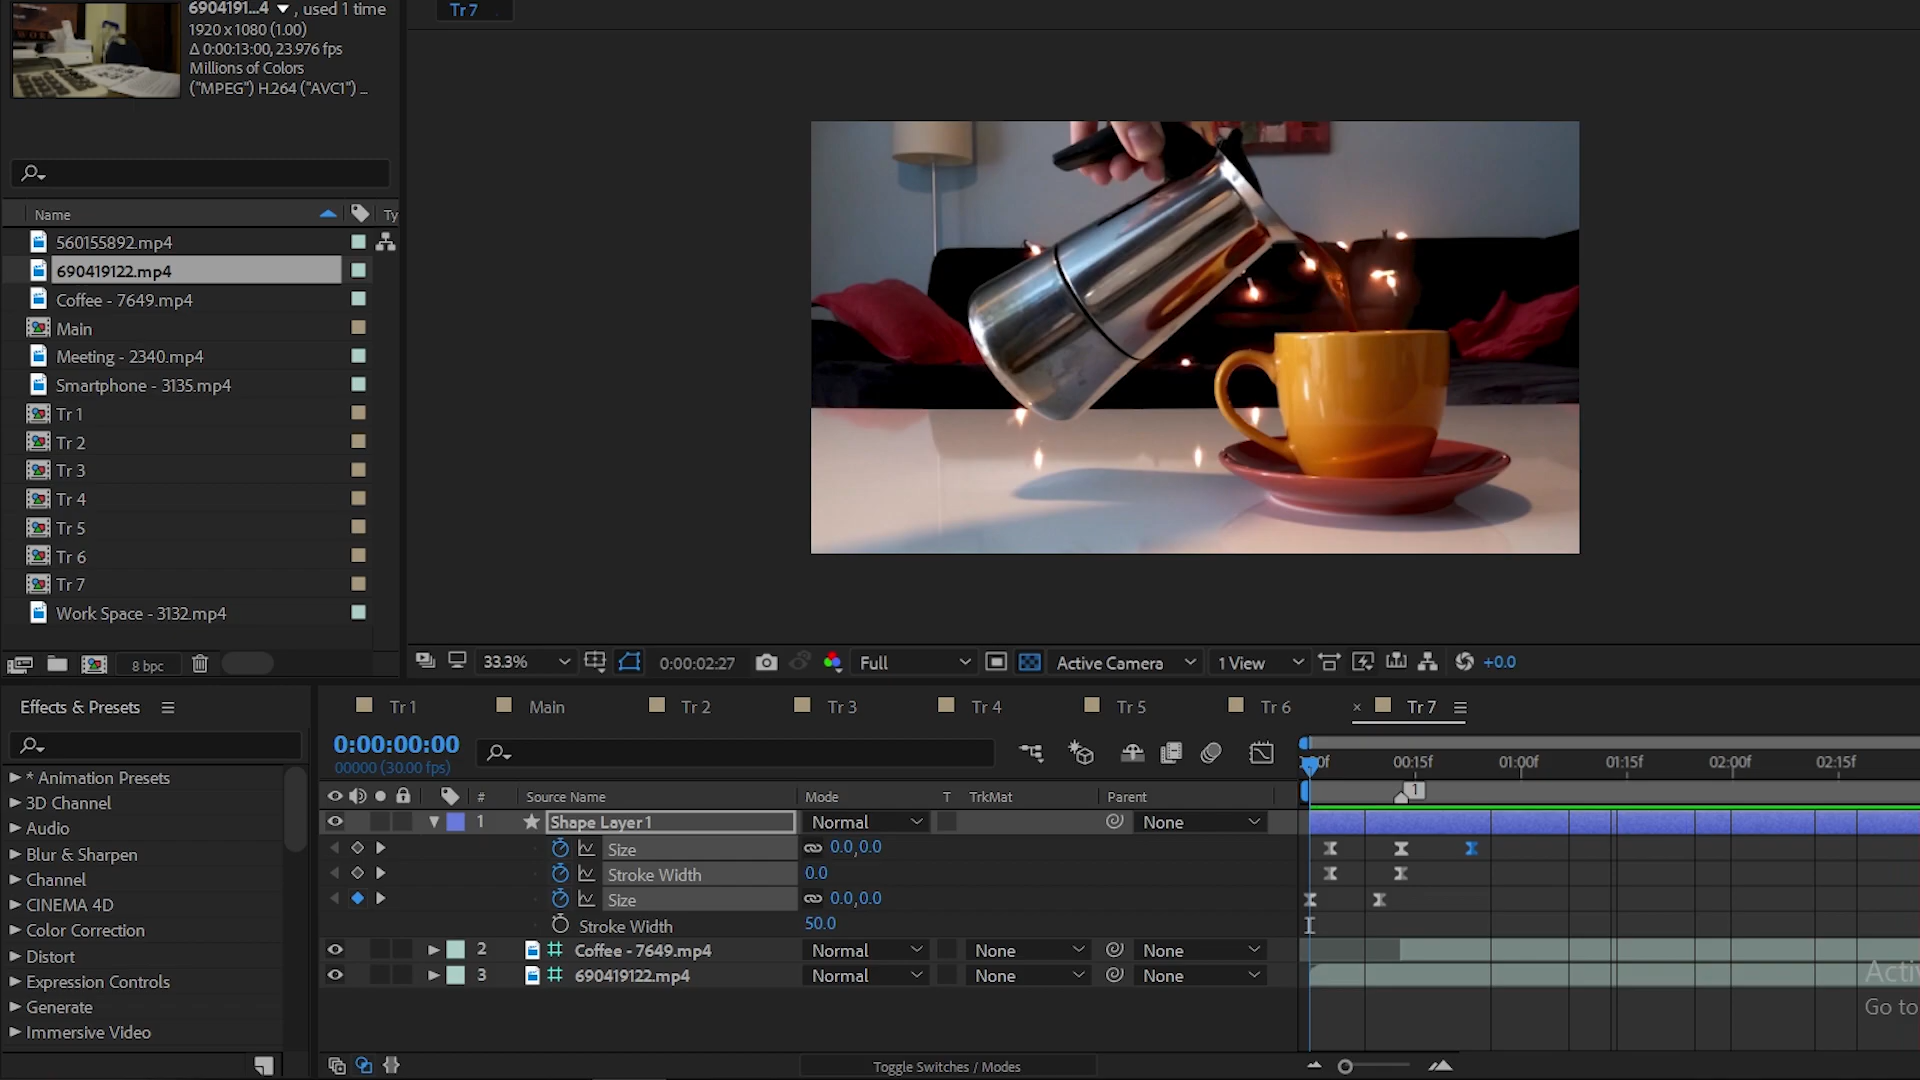 6904191...4 ▼ , used 1 time
1920 x 1080 (1.00)
Δ 0:00:13:00, 23.976 fps
Millions of Colors
("MPEG") H.264 ("AVC1") ...
Tr 7
Name Ty
560155892.mp4
690419122.mp4
Coffee - 7649.mp4
Main
Meeting - 2340.mp4
Smartphone - 3135.mp4
Tr 1
Tr 2
Tr 3
Tr 4
Tr 5
Tr 6
Tr 7
Work Space - 3132.mp4
8 bpc
33.3% 0:00:02:27 Full Active Camera 1 View +0.0
Effects & Presets
* Animation Presets
3D Channel
Audio
Blur & Sharpen
Channel
CINEMA 4D
Color Correction
Distort
Expression Controls
Generate
Immersive Video
Tr 1 Main Tr 2 Tr 3 Tr 4 Tr 5 Tr 6 × Tr 7
0:00:00:00
00000 (30.00 fps)
00f 00:15f 01:00f 01:15f 02:00f 02:15f
1
# Source Name Mode T TrkMat Parent
1 Shape Layer 1 Normal None
Size 0.0,0.0
Stroke Width 0.0
Size 0.0,0.0
Stroke Width 50.0
2 Coffee - 7649.mp4 Normal None None
3 690419122.mp4 Normal None None
Go to
Toggle Switches / Modes